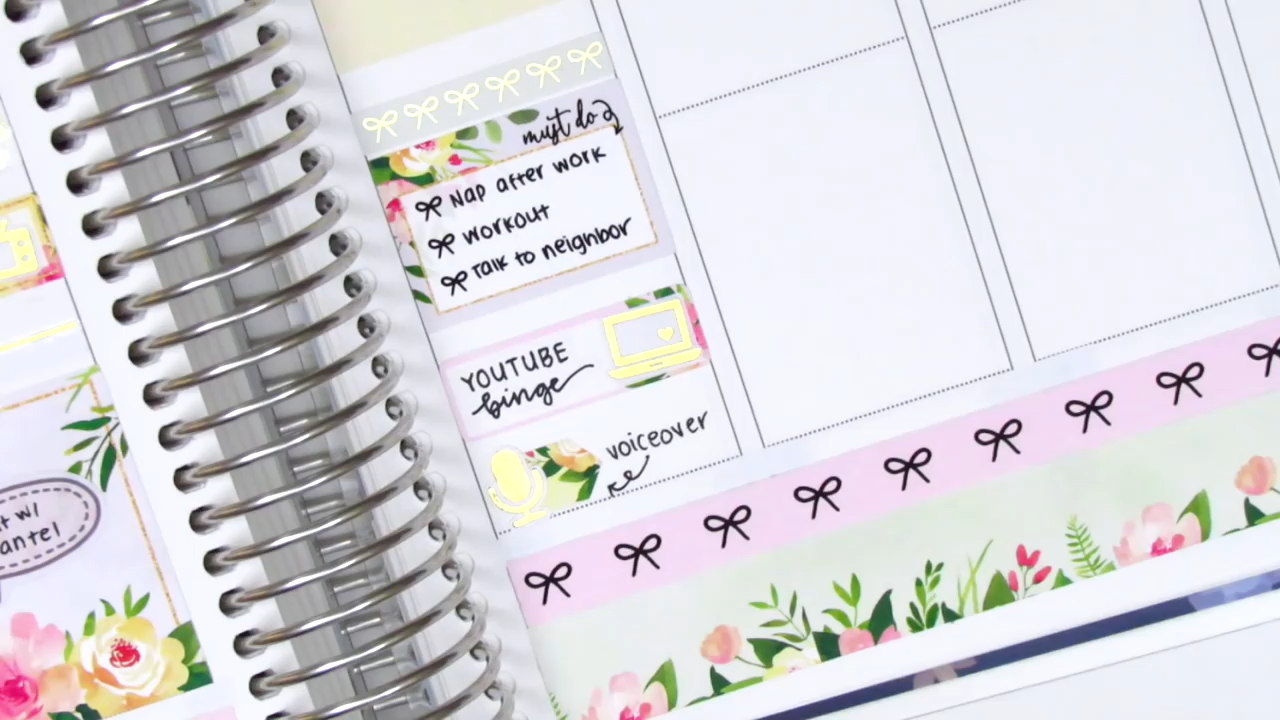 must do
Nap after work
workout
Talk to neighbor
YOUTUBE
binge
voiceover
w/